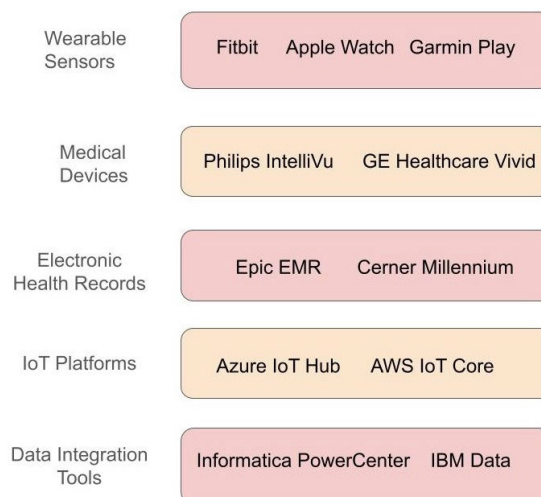 Wearable
Sensors
Fitbit Apple Watch Garmin Play
Medical
Devices
Philips IntelliVu GE Healthcare Vivid
Electronic
Health Records
Epic EMR Cerner Millennium
IoT Platforms
Azure IoT Hub AWS IoT Core
Data Integration
Tools
Informatica PowerCenter IBM Data